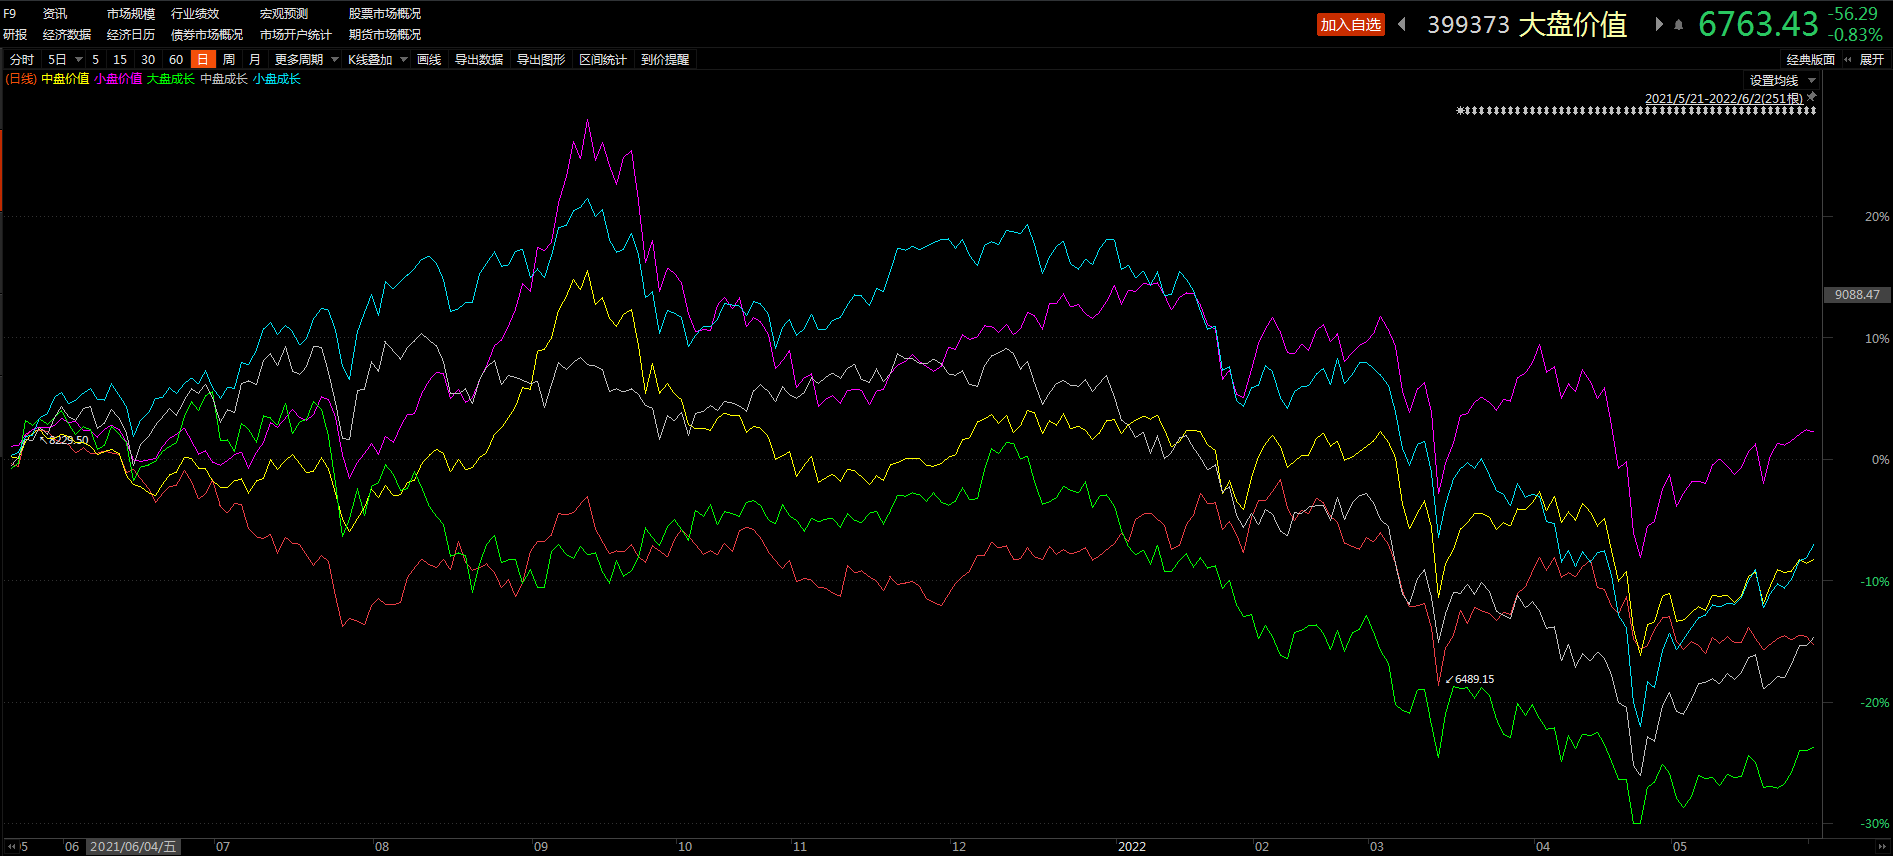 F9 资讯 市场规模 行业绩效 宏观预测 股票市场概况
研报 经济数据 经济日历 债券市场概况 市场开户统计 期货市场概况
加入自选 399373 大盘价值 6763.43 -56.29 -0.83%
分时 5日 5 15 30 60 日 周 月 更多周期 K线叠加 画线 导出数据 导出图形 区间统计 到价提醒 经典版面 展开
(日线) 中盘价值 小盘价值 大盘成长 中盘成长 小盘成长 设置均线
2021/5/21-2022/6/2(251根)
20%
9088.47
10%
8229.50
0%
-10%
6489.15
-20%
-30%
5 06 2021/06/04/五 07 08 09 10 11 12 2022 02 03 04 05